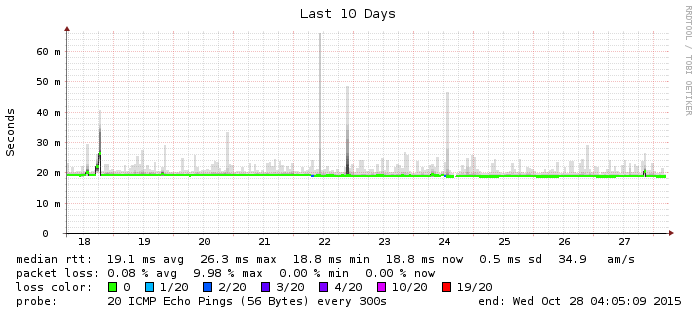 Last 10 Days
RRDTOOL / TOBI OETIKER
Seconds
60 m
50 m
40 m
30 m
20 m
10 m
0
18 19 20 21 22 23 24 25 26 27
median rtt: 19.1 ms avg 26.3 ms max 18.8 ms min 18.8 ms now 0.5 ms sd 34.9 am/s
packet loss: 0.08 % avg 9.98 % max 0.00 % min 0.00 % now
loss color: 0 1/20 2/20 3/20 4/20 10/20 19/20
probe: 20 ICMP Echo Pings (56 Bytes) every 300s end: Wed Oct 28 04:05:09 2015